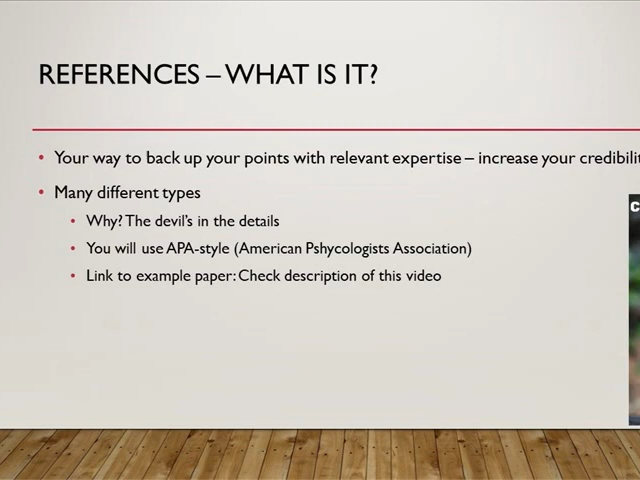 REFERENCES – WHAT IS IT?
• Your way to back up your points with relevant expertise – increase your
• Many different types
• Why? The devil's in the details
• You will use APA-style (American Pshycologists Association)
• Link to example paper: Check description of this video